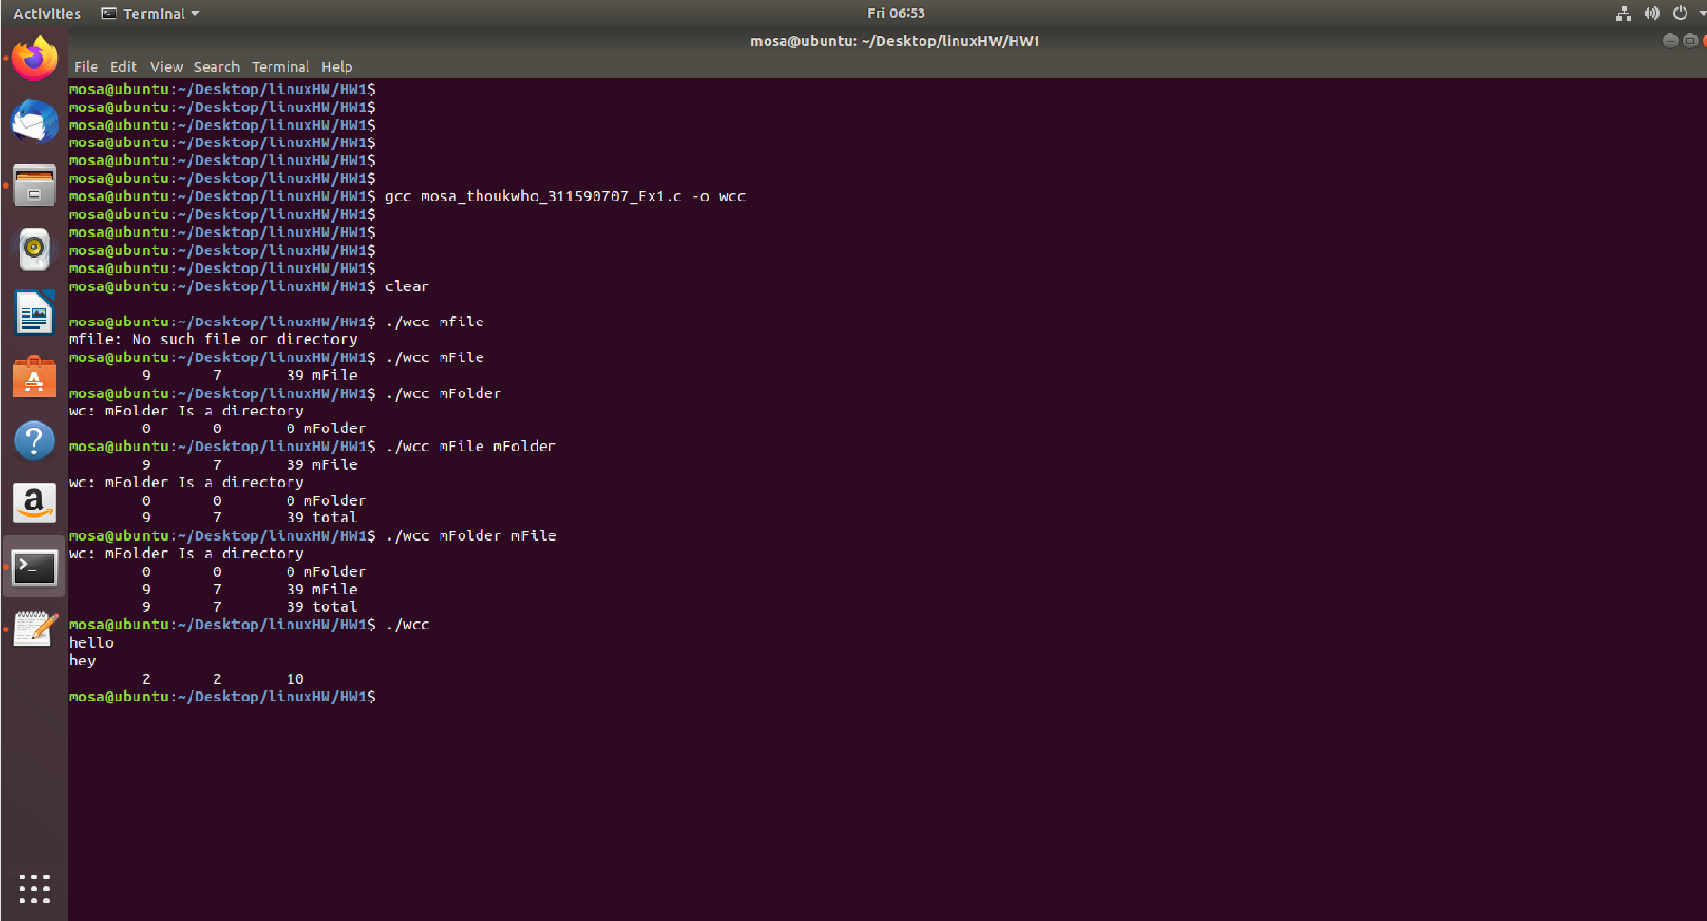 Activities Terminal Fri 06:53
mosa@ubuntu: ~/Desktop/linuxHW/HW1
File Edit View Search Terminal Help
mosa@ubuntu:~/Desktop/linuxHW/HW1$
mosa@ubuntu:~/Desktop/linuxHW/HW1$
mosa@ubuntu:~/Desktop/linuxHW/HW1$
mosa@ubuntu:~/Desktop/linuxHW/HW1$
mosa@ubuntu:~/Desktop/linuxHW/HW1$
mosa@ubuntu:~/Desktop/linuxHW/HW1$
mosa@ubuntu:~/Desktop/linuxHW/HW1$ gcc mosa_thoukwho_311590707_Ex1.c -o wcc
mosa@ubuntu:~/Desktop/linuxHW/HW1$
mosa@ubuntu:~/Desktop/linuxHW/HW1$
mosa@ubuntu:~/Desktop/linuxHW/HW1$
mosa@ubuntu:~/Desktop/linuxHW/HW1$
mosa@ubuntu:~/Desktop/linuxHW/HW1$ clear
mosa@ubuntu:~/Desktop/linuxHW/HW1$ ./wcc mfile
mfile: No such file or directory
mosa@ubuntu:~/Desktop/linuxHW/HW1$ ./wcc mFile
9 7 39 mFile
mosa@ubuntu:~/Desktop/linuxHW/HW1$ ./wcc mFolder
wc: mFolder Is a directory
0 0 0 mFolder
mosa@ubuntu:~/Desktop/linuxHW/HW1$ ./wcc mFile mFolder
9 7 39 mFile
wc: mFolder Is a directory
0 0 0 mFolder
9 7 39 total
mosa@ubuntu:~/Desktop/linuxHW/HW1$ ./wcc mFolder mFile
wc: mFolder Is a directory
0 0 0 mFolder
9 7 39 mFile
9 7 39 total
mosa@ubuntu:~/Desktop/linuxHW/HW1$ ./wcc
hello
hey
2 2 10
mosa@ubuntu:~/Desktop/linuxHW/HW1$